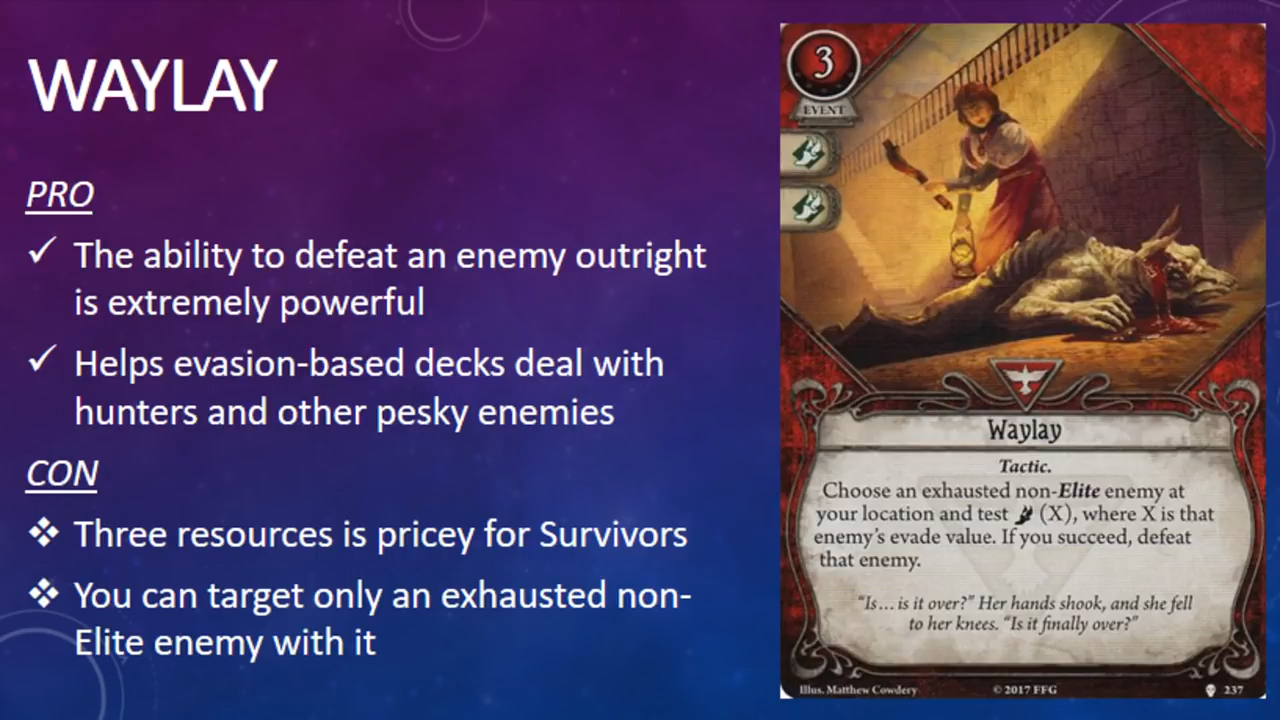 WAYLAY
PRO
✓ The ability to defeat an enemy outright
is extremely powerful
✓ Helps evasion-based decks deal with
hunters and other pesky enemies
CON
❖ Three resources is pricey for Survivors
❖ You can target only an exhausted non-
Elite enemy with it
3
EVENT
Waylay
Tactic.
Choose an exhausted non-Elite enemy at
your location and test (X), where X is that
enemy's evade value. If you succeed, defeat
that enemy.
"Is... is it over?" Her hands shook, and she fell
to her knees. "Is it finally over?"
Illus. Matthew Cowdery © 2017 FFG 237